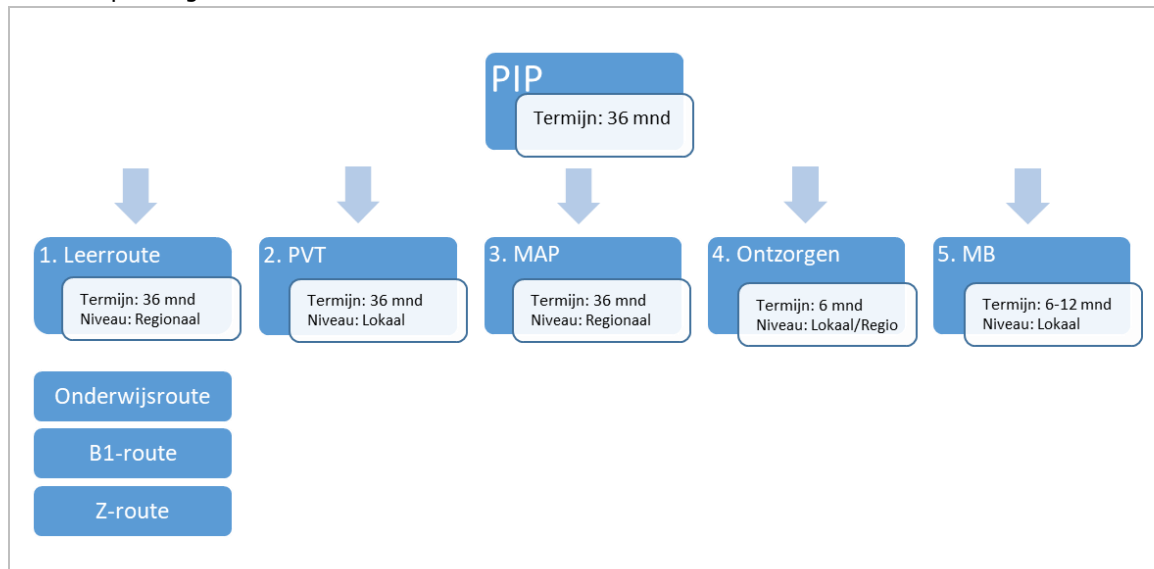 PIP
Termijn: 36 mnd
1. Leerroute
Termijn: 36 mnd
Niveau: Regionaal
2. PVT
Termijn: 36 mnd
Niveau: Lokaal
3. MAP
Termijn: 36 mnd
Niveau: Regionaal
4. Ontzorgen
Termijn: 6 mnd
Niveau: Lokaal/Regio
5. MB
Termijn: 6-12 mnd
Niveau: Lokaal
Onderwijsroute
B1-route
Z-route